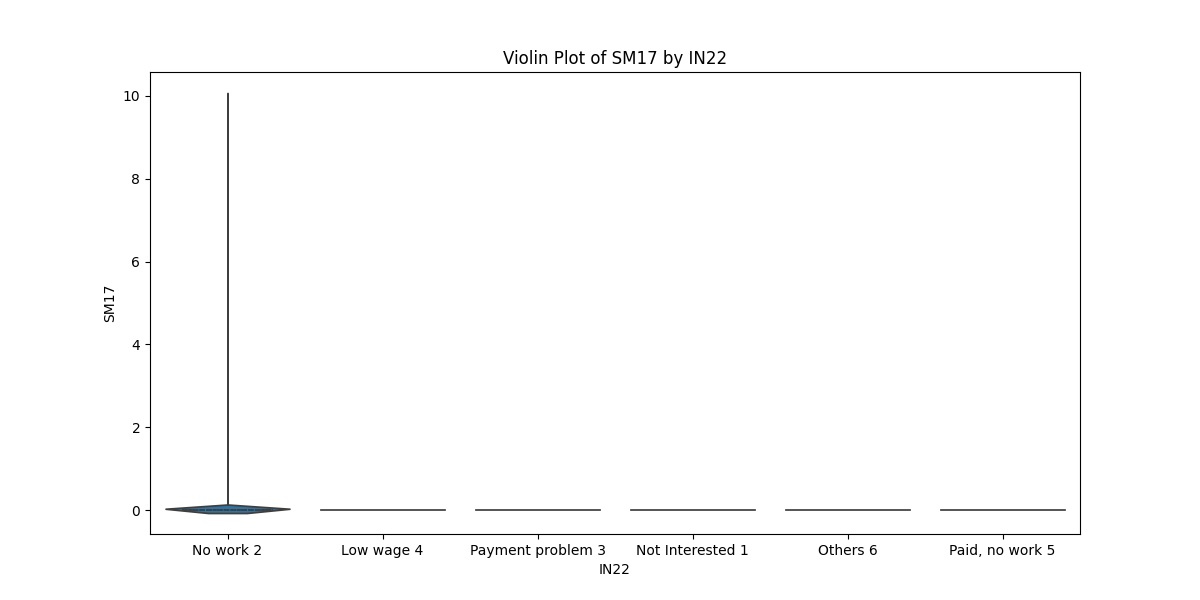 Violin Plot of SM17 by IN22
10
8
6
4
2
0
SM17
No work 2
Low wage 4
Payment problem 3
Not Interested 1
Others 6
Paid, no work 5
IN22